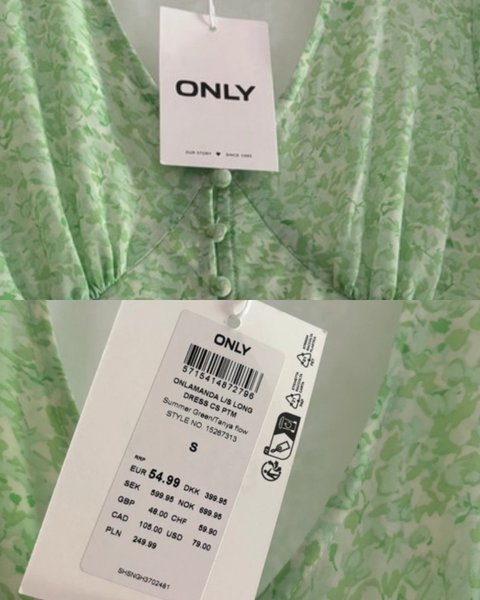 ONLY
OUR STORY ♥ SINCE 1995
ONLY
5715414872796
ONLAMANDA L/S LONG
DRESS CS PTM
Summer Green/Tanya flow
STYLE NO. 15267313
S
RRP
EUR 54.99 DKK 399.95
SEK 599.95 NOK 699.95
GBP 48.00 CHF 59.90
CAD 105.00 USD 79.00
PLN 249.99
SHSNGH3702481